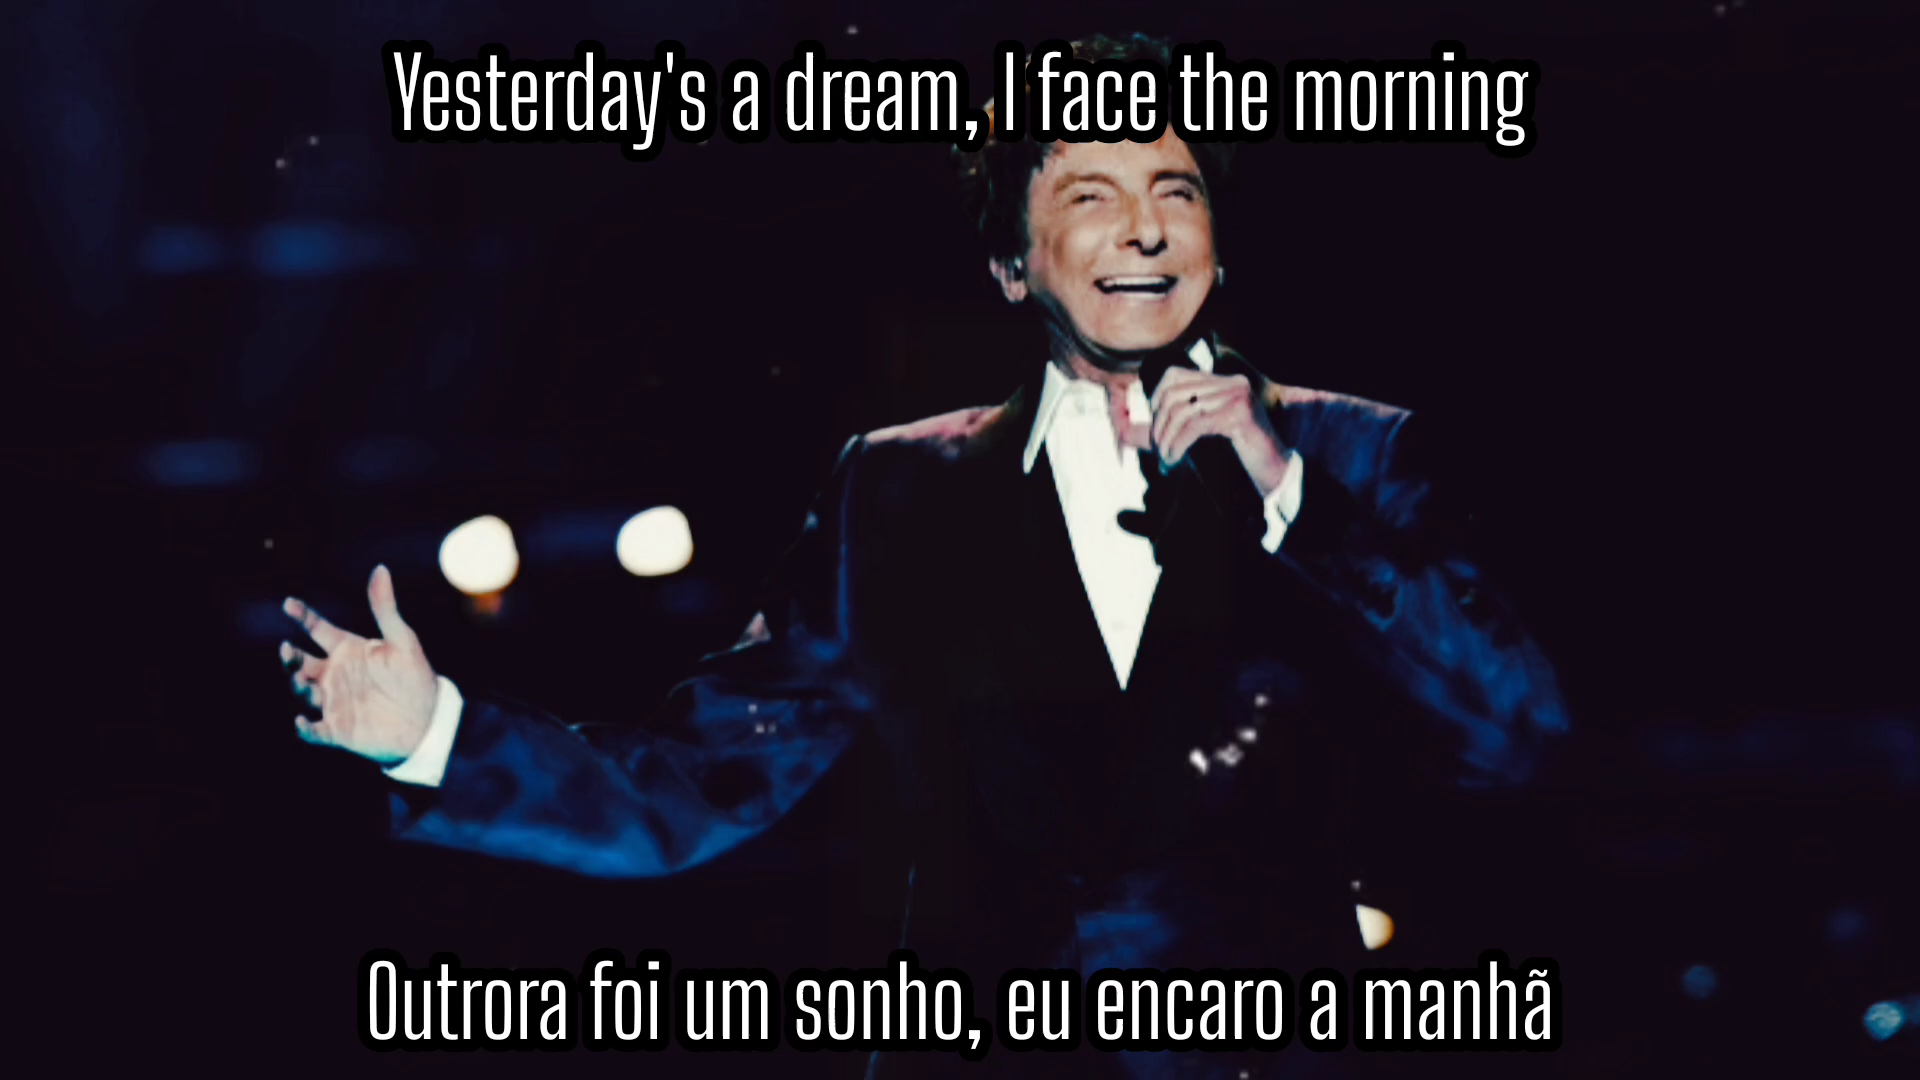 Yesterday's a dream, I face the morning
Outrora foi um sonho, eu encaro a manhã